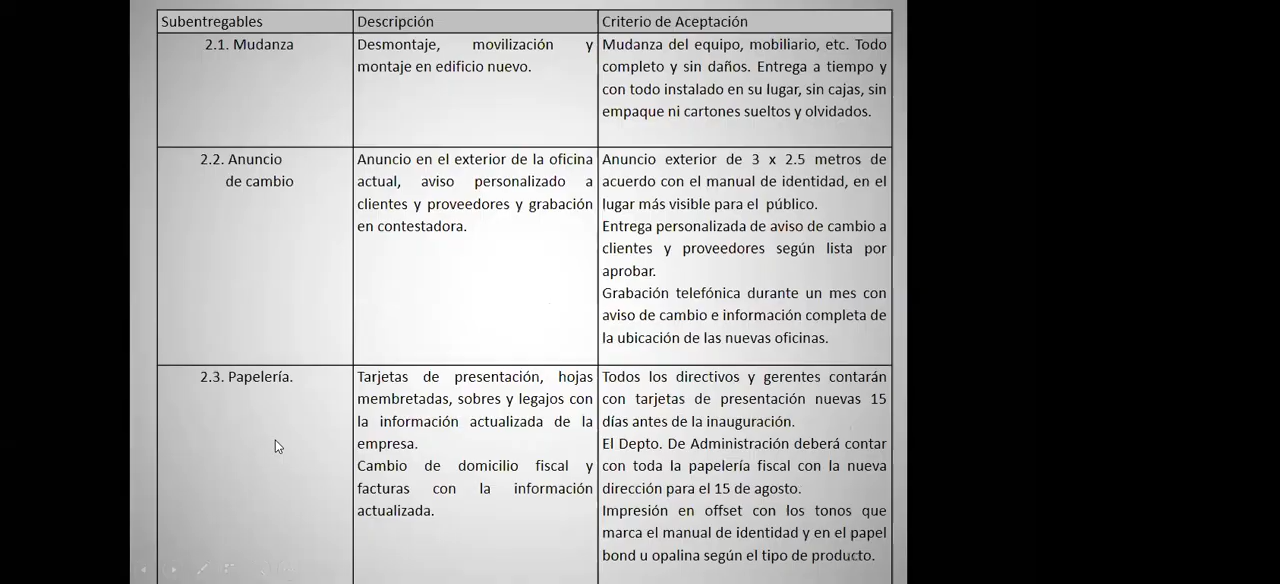 Subentregables Descripción Criterio de Aceptación
2.1. Mudanza
Desmontaje, movilización y
montaje en edificio nuevo.
Mudanza del equipo, mobiliario, etc. Todo
completo y sin daños. Entrega a tiempo y
con todo instalado en su lugar, sin cajas, sin
empaque ni cartones sueltos y olvidados.
2.2. Anuncio
de cambio
Anuncio en el exterior de la oficina
actual, aviso personalizado a
clientes y proveedores y grabación
en contestadora.
Anuncio exterior de 3 x 2.5 metros de
acuerdo con el manual de identidad, en el
lugar más visible para el público.
Entrega personalizada de aviso de cambio a
clientes y proveedores según lista por
aprobar.
Grabación telefónica durante un mes con
aviso de cambio e información completa de
la ubicación de las nuevas oficinas.
2.3. Papelería.
Tarjetas de presentación, hojas
membretadas, sobres y legajos con
la información actualizada de la
empresa.
Cambio de domicilio fiscal y
facturas con la información
actualizada.
Todos los directivos y gerentes contarán
con tarjetas de presentación nuevas 15
días antes de la inauguración.
El Depto. De Administración deberá contar
con toda la papelería fiscal con la nueva
dirección para el 15 de agosto.
Impresión en offset con los tonos que
marca el manual de identidad y en el papel
bond u opalina según el tipo de producto.